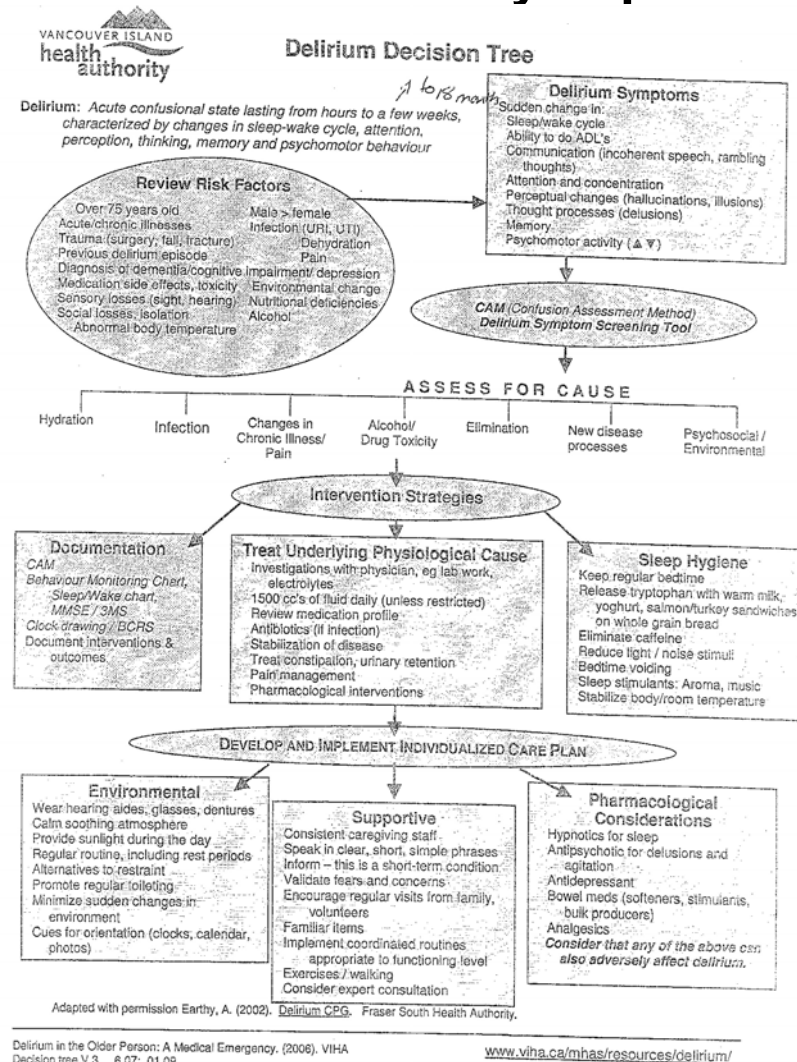 VANCOUVER ISLAND
health
authority
Delirium Decision Tree
to 18 months
Delirium: Acute confusional state lasting from hours to a few weeks,
characterized by changes in sleep-wake cycle, attention,
perception, thinking, memory and psychomotor behaviour
Delirium Symptoms
Sudden change in:
Sleep/wake cycle
Ability to do ADL's
Communication (incoherent speech, rambling
thoughts)
Attention and concentration
Perceptual changes (hallucinations, illusions)
Thought processes (delusions)
Memory
Psychomotor activity (▲ ▼)
Review Risk Factors
Over 75 years old
Acute/chronic illnesses
Trauma (surgery, fall, fracture)
Previous delirium episode
Diagnosis of dementia/cognitive impairment/ depression
Medication side effects, toxicity
Sensory losses (sight, hearing)
Social losses, isolation
Abnormal body temperature
Male > female
Infection (URI, UTI)
Dehydration
Pain
Environmental change
Nutritional deficiencies
Alcohol
CAM (Confusion Assessment Method)
Delirium Symptom Screening Tool
ASSESS FOR CAUSE
Hydration
Infection
Changes in
Chronic Illness/
Pain
Alcohol/
Drug Toxicity
Elimination
New disease
processes
Psychosocial /
Environmental
Intervention Strategies
Documentation
CAM
Behaviour Monitoring Chart,
Sleep/Wake chart,
MMSE / 3MS
Clock drawing / BCRS
Document interventions &
outcomes
Treat Underlying Physiological Cause
Investigations with physician, eg lab work,
electrolytes
1500 cc's of fluid daily (unless restricted)
Review medication profile
Antibiotics (if infection)
Stabilization of disease
Treat constipation, urinary retention
Pain management
Pharmacological interventions
Sleep Hygiene
Keep regular bedtime
Release tryptophan with warm milk,
yoghurt, salmon/turkey sandwiches
on whole grain bread
Eliminate caffeine
Reduce light / noise stimuli
Bedtime voiding
Sleep stimulants: Aroma, music
Stabilize body/room temperature
DEVELOP AND IMPLEMENT INDIVIDUALIZED CARE PLAN
Environmental
Wear hearing aides, glasses, dentures
Calm soothing atmosphere
Provide sunlight during the day
Regular routine, including rest periods
Alternatives to restraint
Promote regular toileting
Minimize sudden changes in
environment
Cues for orientation (clocks, calendar,
photos)
Supportive
Consistent caregiving staff
Speak in clear, short, simple phrases
Inform – this is a short-term condition
Validate fears and concerns
Encourage regular visits from family,
volunteers
Familiar items
Implement coordinated routines
appropriate to functioning level
Exercises / walking
Consider expert consultation
Pharmacological
Considerations
Hypnotics for sleep
Antipsychotic for delusions and
agitation
Antidepressant
Bowel meds (softeners, stimulants,
bulk producers)
Analgesics
Consider that any of the above can
also adversely affect delirium.
Adapted with permission Earthy, A. (2002). Delirium CPG. Fraser South Health Authority.
Delirium in the Older Person: A Medical Emergency. (2006). VIHA
www.viha.ca/mhas/resources/delirium/
Decision tree V.3